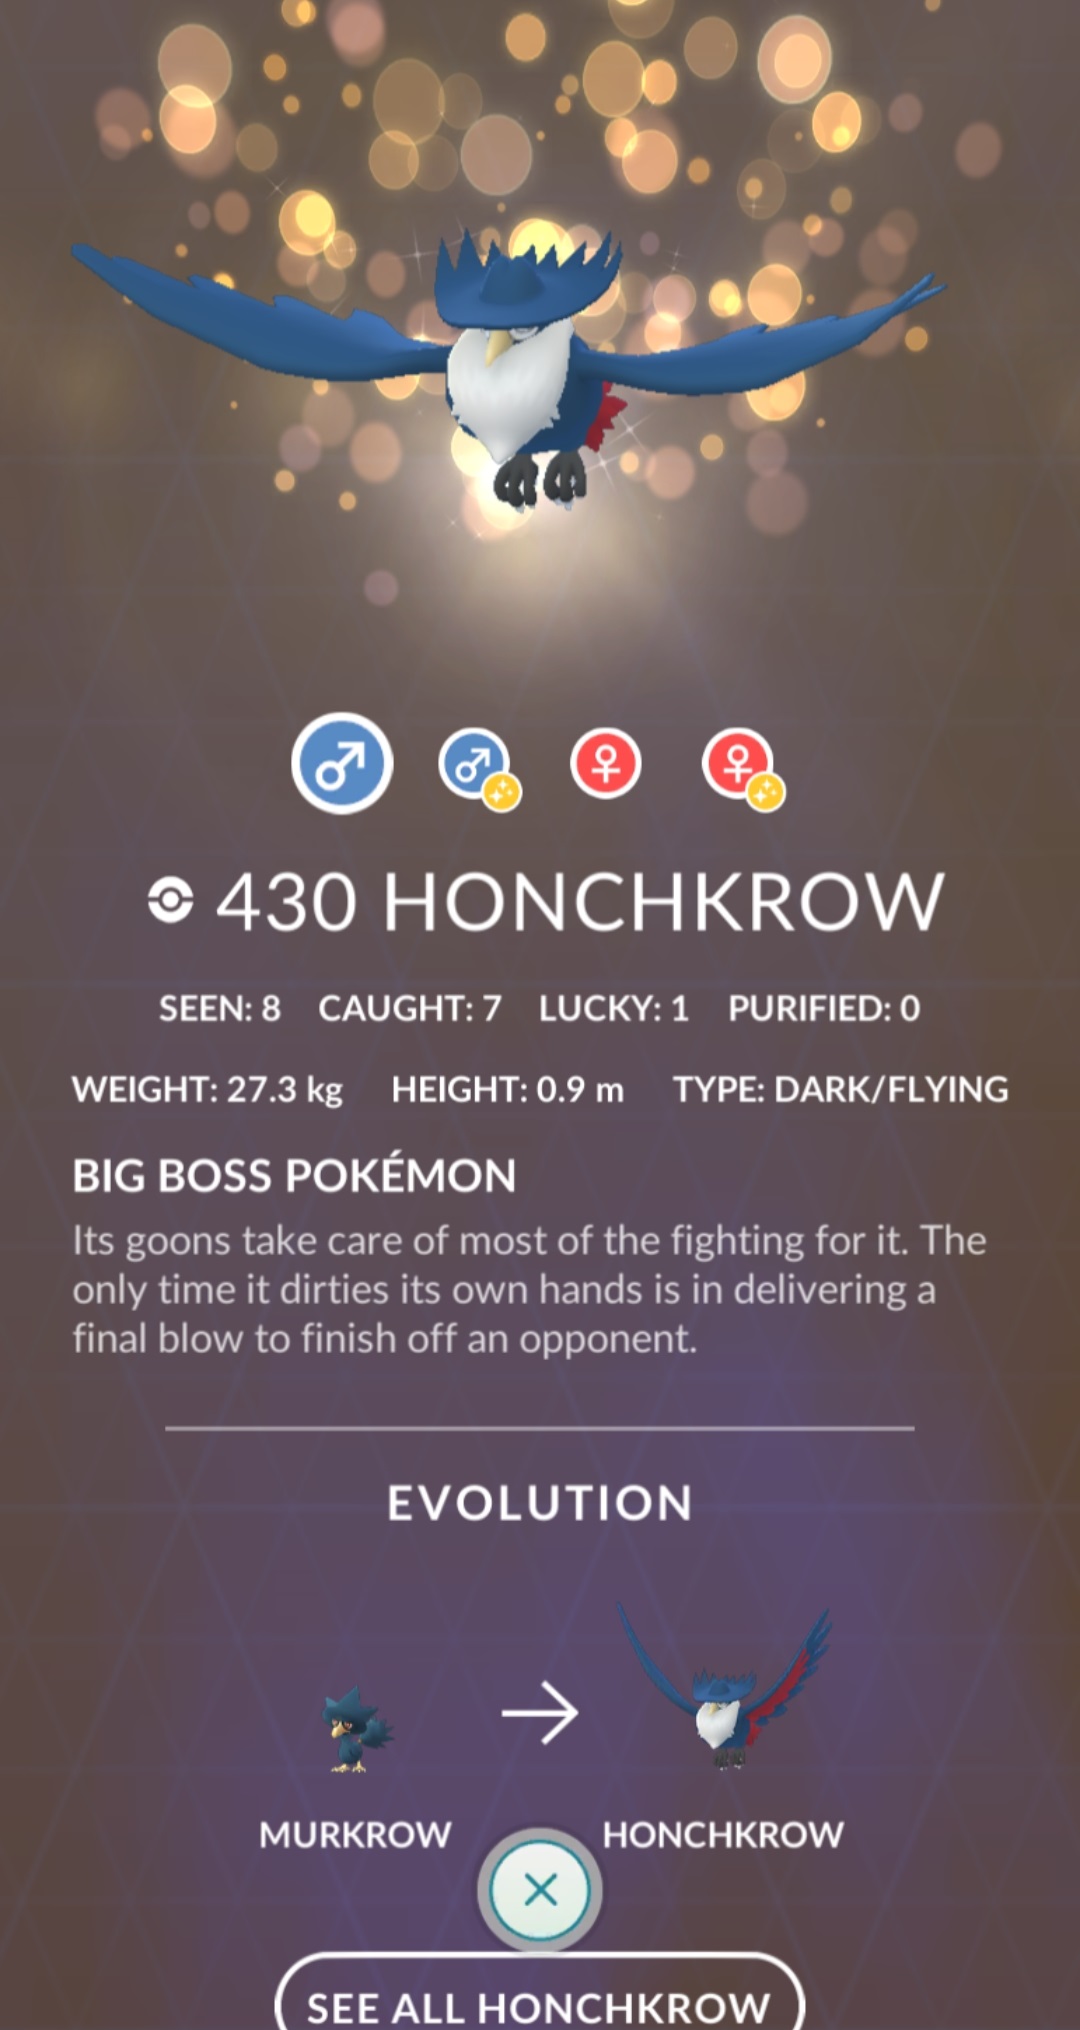 430 HONCHKROW
SEEN: 8 CAUGHT: 7 LUCKY: 1 PURIFIED: 0
WEIGHT: 27.3 kg HEIGHT: 0.9 m TYPE: DARK/FLYING
BIG BOSS POKÉMON
Its goons take care of most of the fighting for it. The
only time it dirties its own hands is in delivering a
final blow to finish off an opponent.
EVOLUTION
MURKROW HONCHKROW
SEE ALL HONCHKROW